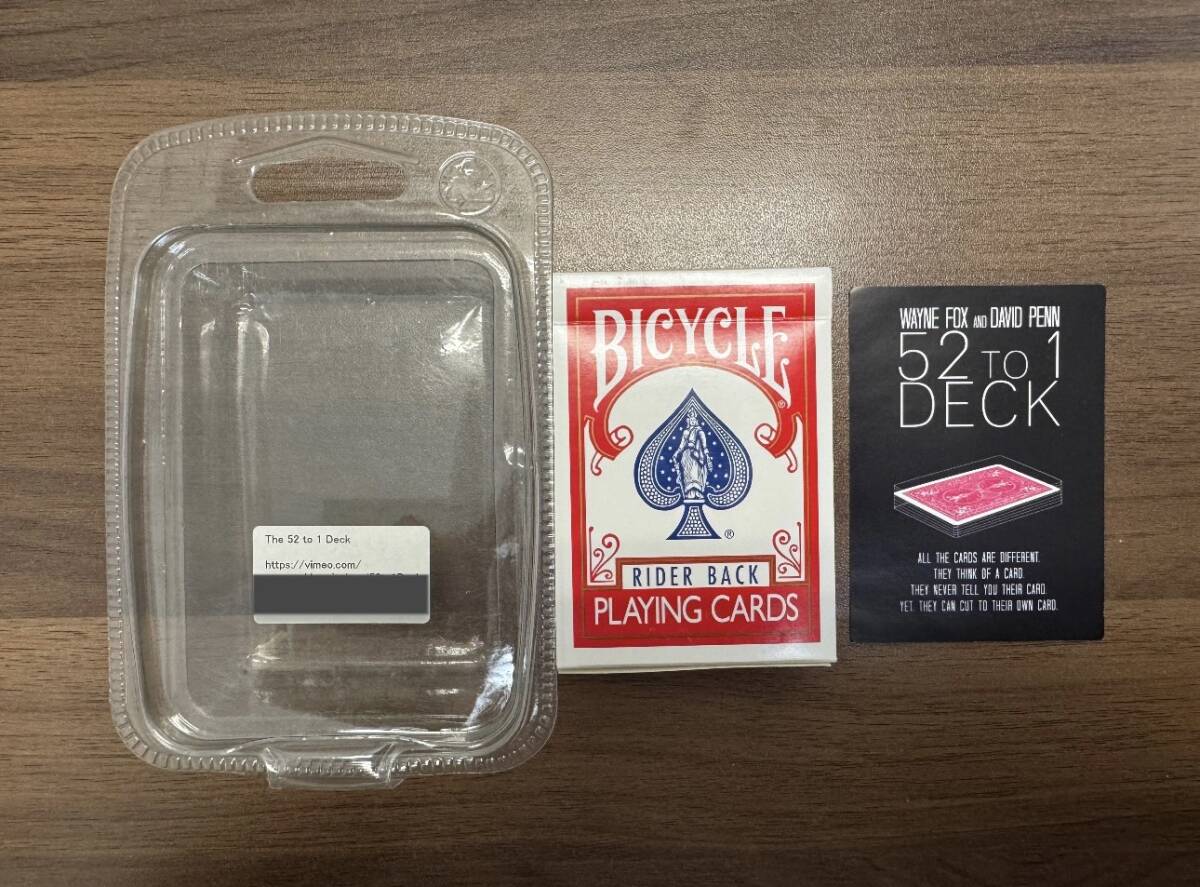 The 52 to 1 Deck
https://vimeo.com/
BICYCLE
®
®
RIDER BACK
PLAYING CARDS
WAYNE FOX AND DAVID PENN
52 TO 1
DECK
ALL THE CARDS ARE DIFFERENT.
THEY THINK OF A CARD.
THEY NEVER TELL YOU THEIR CARD.
YET, THEY CAN CUT TO THEIR OWN CARD.